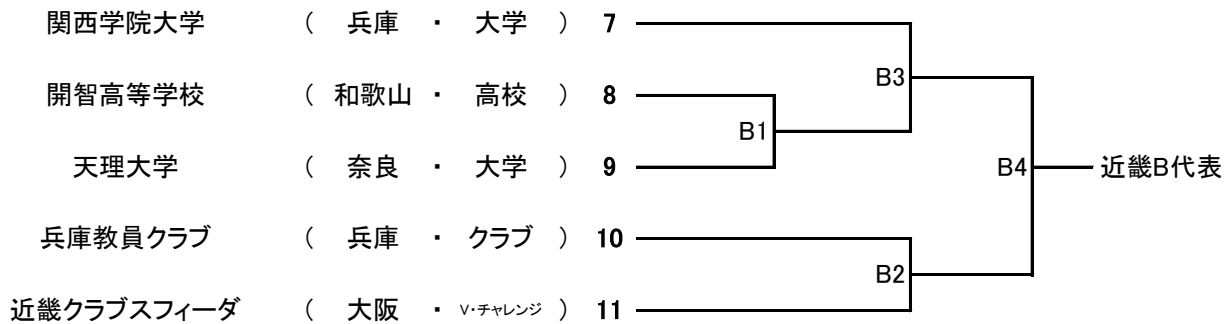 関西学院大学 ( 兵庫 ・ 大学 ) 7
B3
開智高等学校 ( 和歌山 ・ 高校 ) 8
B1
天理大学 ( 奈良 ・ 大学 ) 9
B4 近畿B代表
兵庫教員クラブ ( 兵庫 ・ クラブ ) 10
B2
近畿クラブスフィーダ ( 大阪 ・ V・チャレンジ ) 11